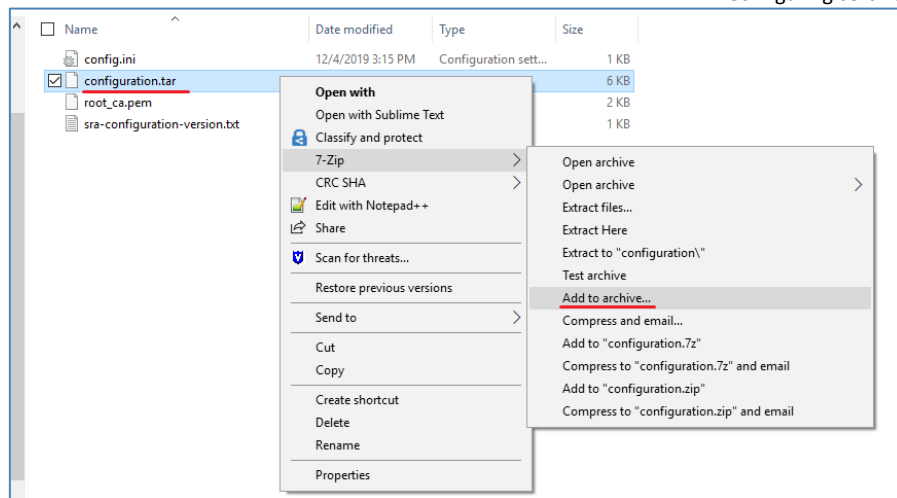 Name Date modified Type Size
config.ini 12/4/2019 3:15 PM Configuration sett... 1 KB
configuration.tar 6 KB
root_ca.pem 2 KB
sra-configuration-version.txt 1 KB
Open with
Open with Sublime Text
Classify and protect
7-Zip
CRC SHA
Edit with Notepad++
Share
Scan for threats...
Restore previous versions
Send to
Cut
Copy
Create shortcut
Delete
Rename
Properties
Open archive
Open archive
Extract files...
Extract Here
Extract to "configuration\"
Test archive
Add to archive...
Compress and email...
Add to "configuration.7z"
Compress to "configuration.7z" and email
Add to "configuration.zip"
Compress to "configuration.zip" and email